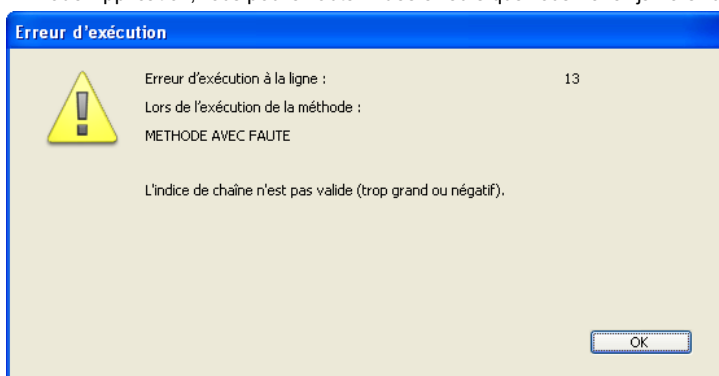 Erreur d'exécution
Erreur d'exécution à la ligne : 13
Lors de l'exécution de la méthode :
METHODE AVEC FAUTE
L'indice de chaîne n'est pas valide (trop grand ou négatif).
OK